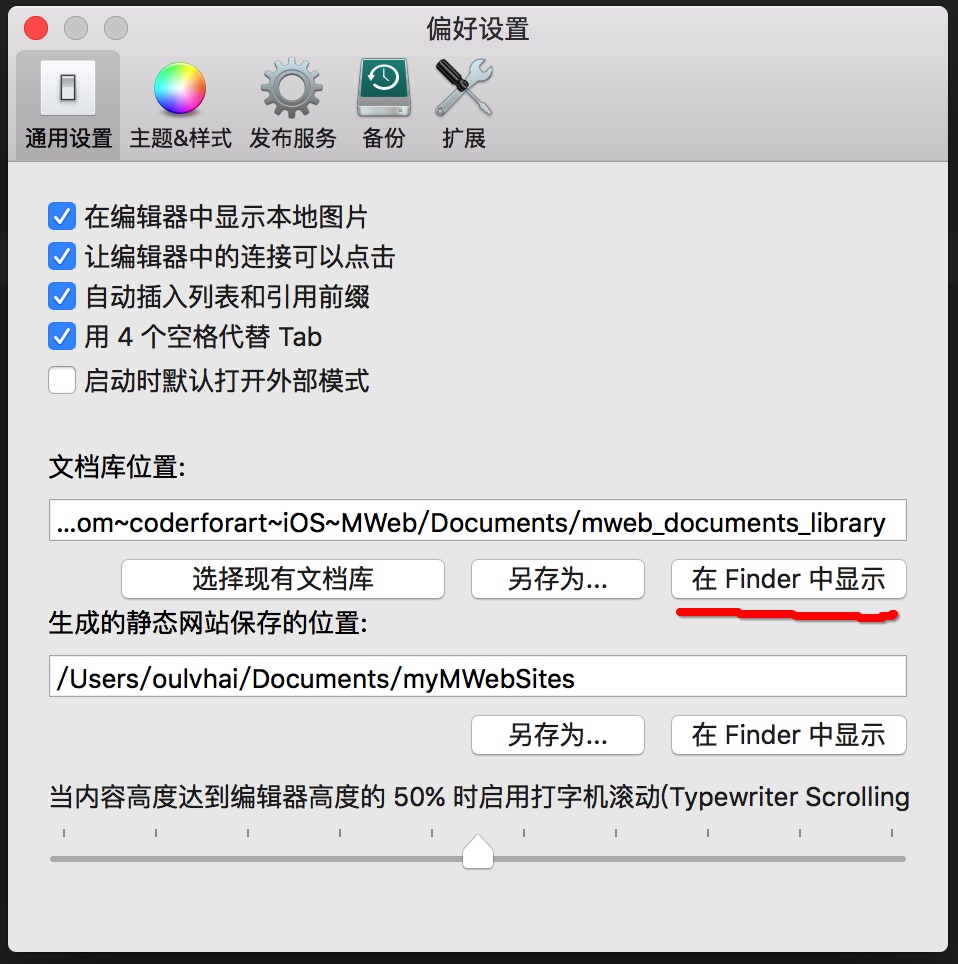 偏好设置
通用设置 主题&样式 发布服务 备份 扩展
在编辑器中显示本地图片
让编辑器中的连接可以点击
自动插入列表和引用前缀
用 4 个空格代替 Tab
启动时默认打开外部模式
文档库位置:
...om~coderforart~iOS~MWeb/Documents/mweb_documents_library
选择现有文档库 另存为... 在 Finder 中显示
生成的静态网站保存的位置:
/Users/oulvhai/Documents/myMWebSites
另存为... 在 Finder 中显示
当内容高度达到编辑器高度的 50% 时启用打字机滚动(Typewriter Scrolling